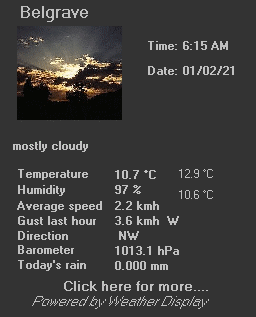 Belgrave
Time: 6:15 AM
Date: 01/02/21
mostly cloudy
Temperature 10.7 °C 12.9 °C
Humidity 97 % 10.6 °C
Average speed 2.2 kmh
Gust last hour 3.6 kmh W
Direction NW
Barometer 1013.1 hPa
Today's rain 0.000 mm
Click here for more....
Powered by Weather Display